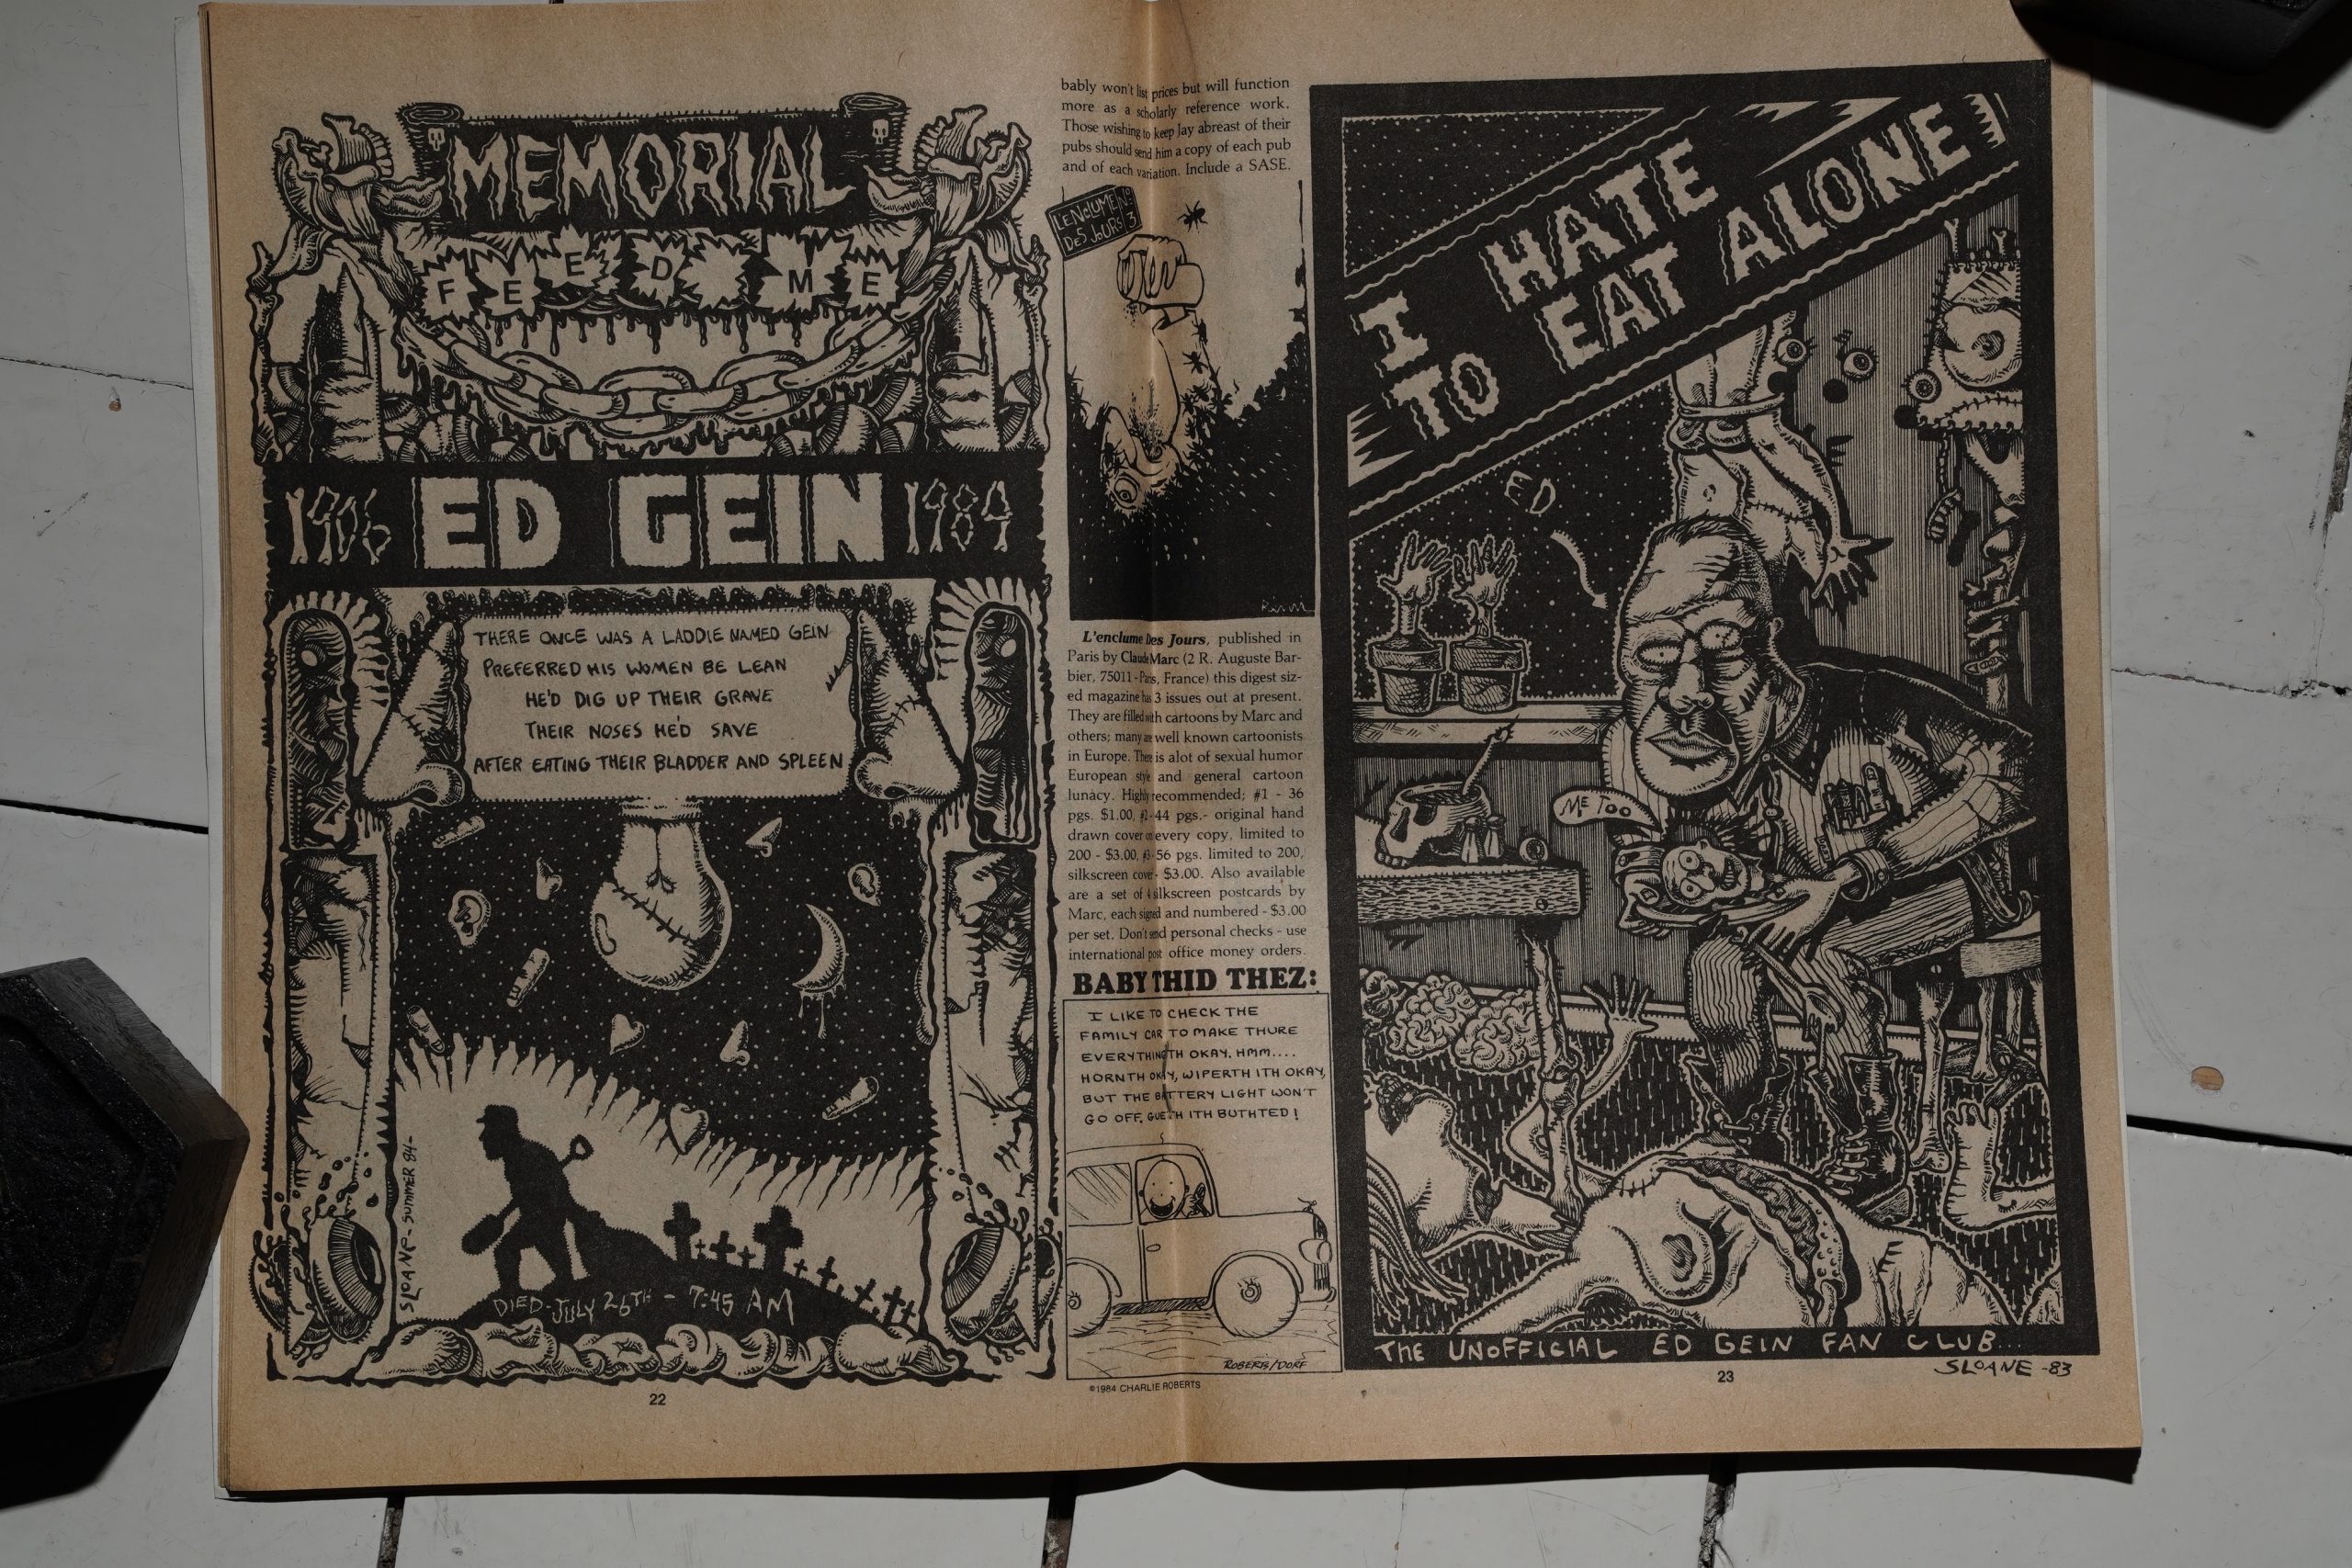 MEMORIAL
FEED ME
1906 ED GEIN 1984
THERE ONCE WAS A LADDIE NAMED GEIN
PREFERRED HIS WOMEN BE LEAN
HE'D DIG UP THEIR GRAVE
THEIR NOSES HE'D SAVE
AFTER EATING THEIR BLADDER AND SPLEEN
SLOANE - SUMMER 84 -
DIED - JULY 26TH - 7:45 AM
22
bably won't list prices but will function
more as a scholarly reference work.
Those wishing to keep Jay abreast of their
pubs should send him a copy of each pub
and of each variation. Include a SASE.
L'ENCLUME Nº
DES JOURS 3
L'enclume Des Jours, published in
Paris by Claude Marc (2 R. Auguste Bar-
bier, 75011 - Paris, France) this digest siz-
ed magazine has 3 issues out at present.
They are filled with cartoons by Marc and
others; many are well known cartoonists
in Europe. There is alot of sexual humor
European style and general cartoon
lunacy. Highly recommended; #1 - 36
pgs. $1.00, #2-44 pgs.- original hand
drawn cover on every copy, limited to
200 - $3.00, #3-56 pgs. limited to 200,
silkscreen cover - $3.00. Also available
are a set of 4 silkscreen postcards by
Marc, each signed and numbered - $3.00
per set. Don't send personal checks - use
international post office money orders.
BABY THID THEZ:
I LIKE TO CHECK THE
FAMILY CAR TO MAKE THURE
EVERYTHINGTH OKAY, HMM....
HORNTH OKAY, WIPERTH ITH OKAY,
BUT THE BATTERY LIGHT WON'T
GO OFF, GUETH ITH BUTHTED!
ROBERTS/DORF
©1984 CHARLIE ROBERTS
I HATE
TO EAT ALONE!
ED
ME TOO
THE UNOFFICIAL ED GEIN FAN CLUB...
SLOANE -83
23